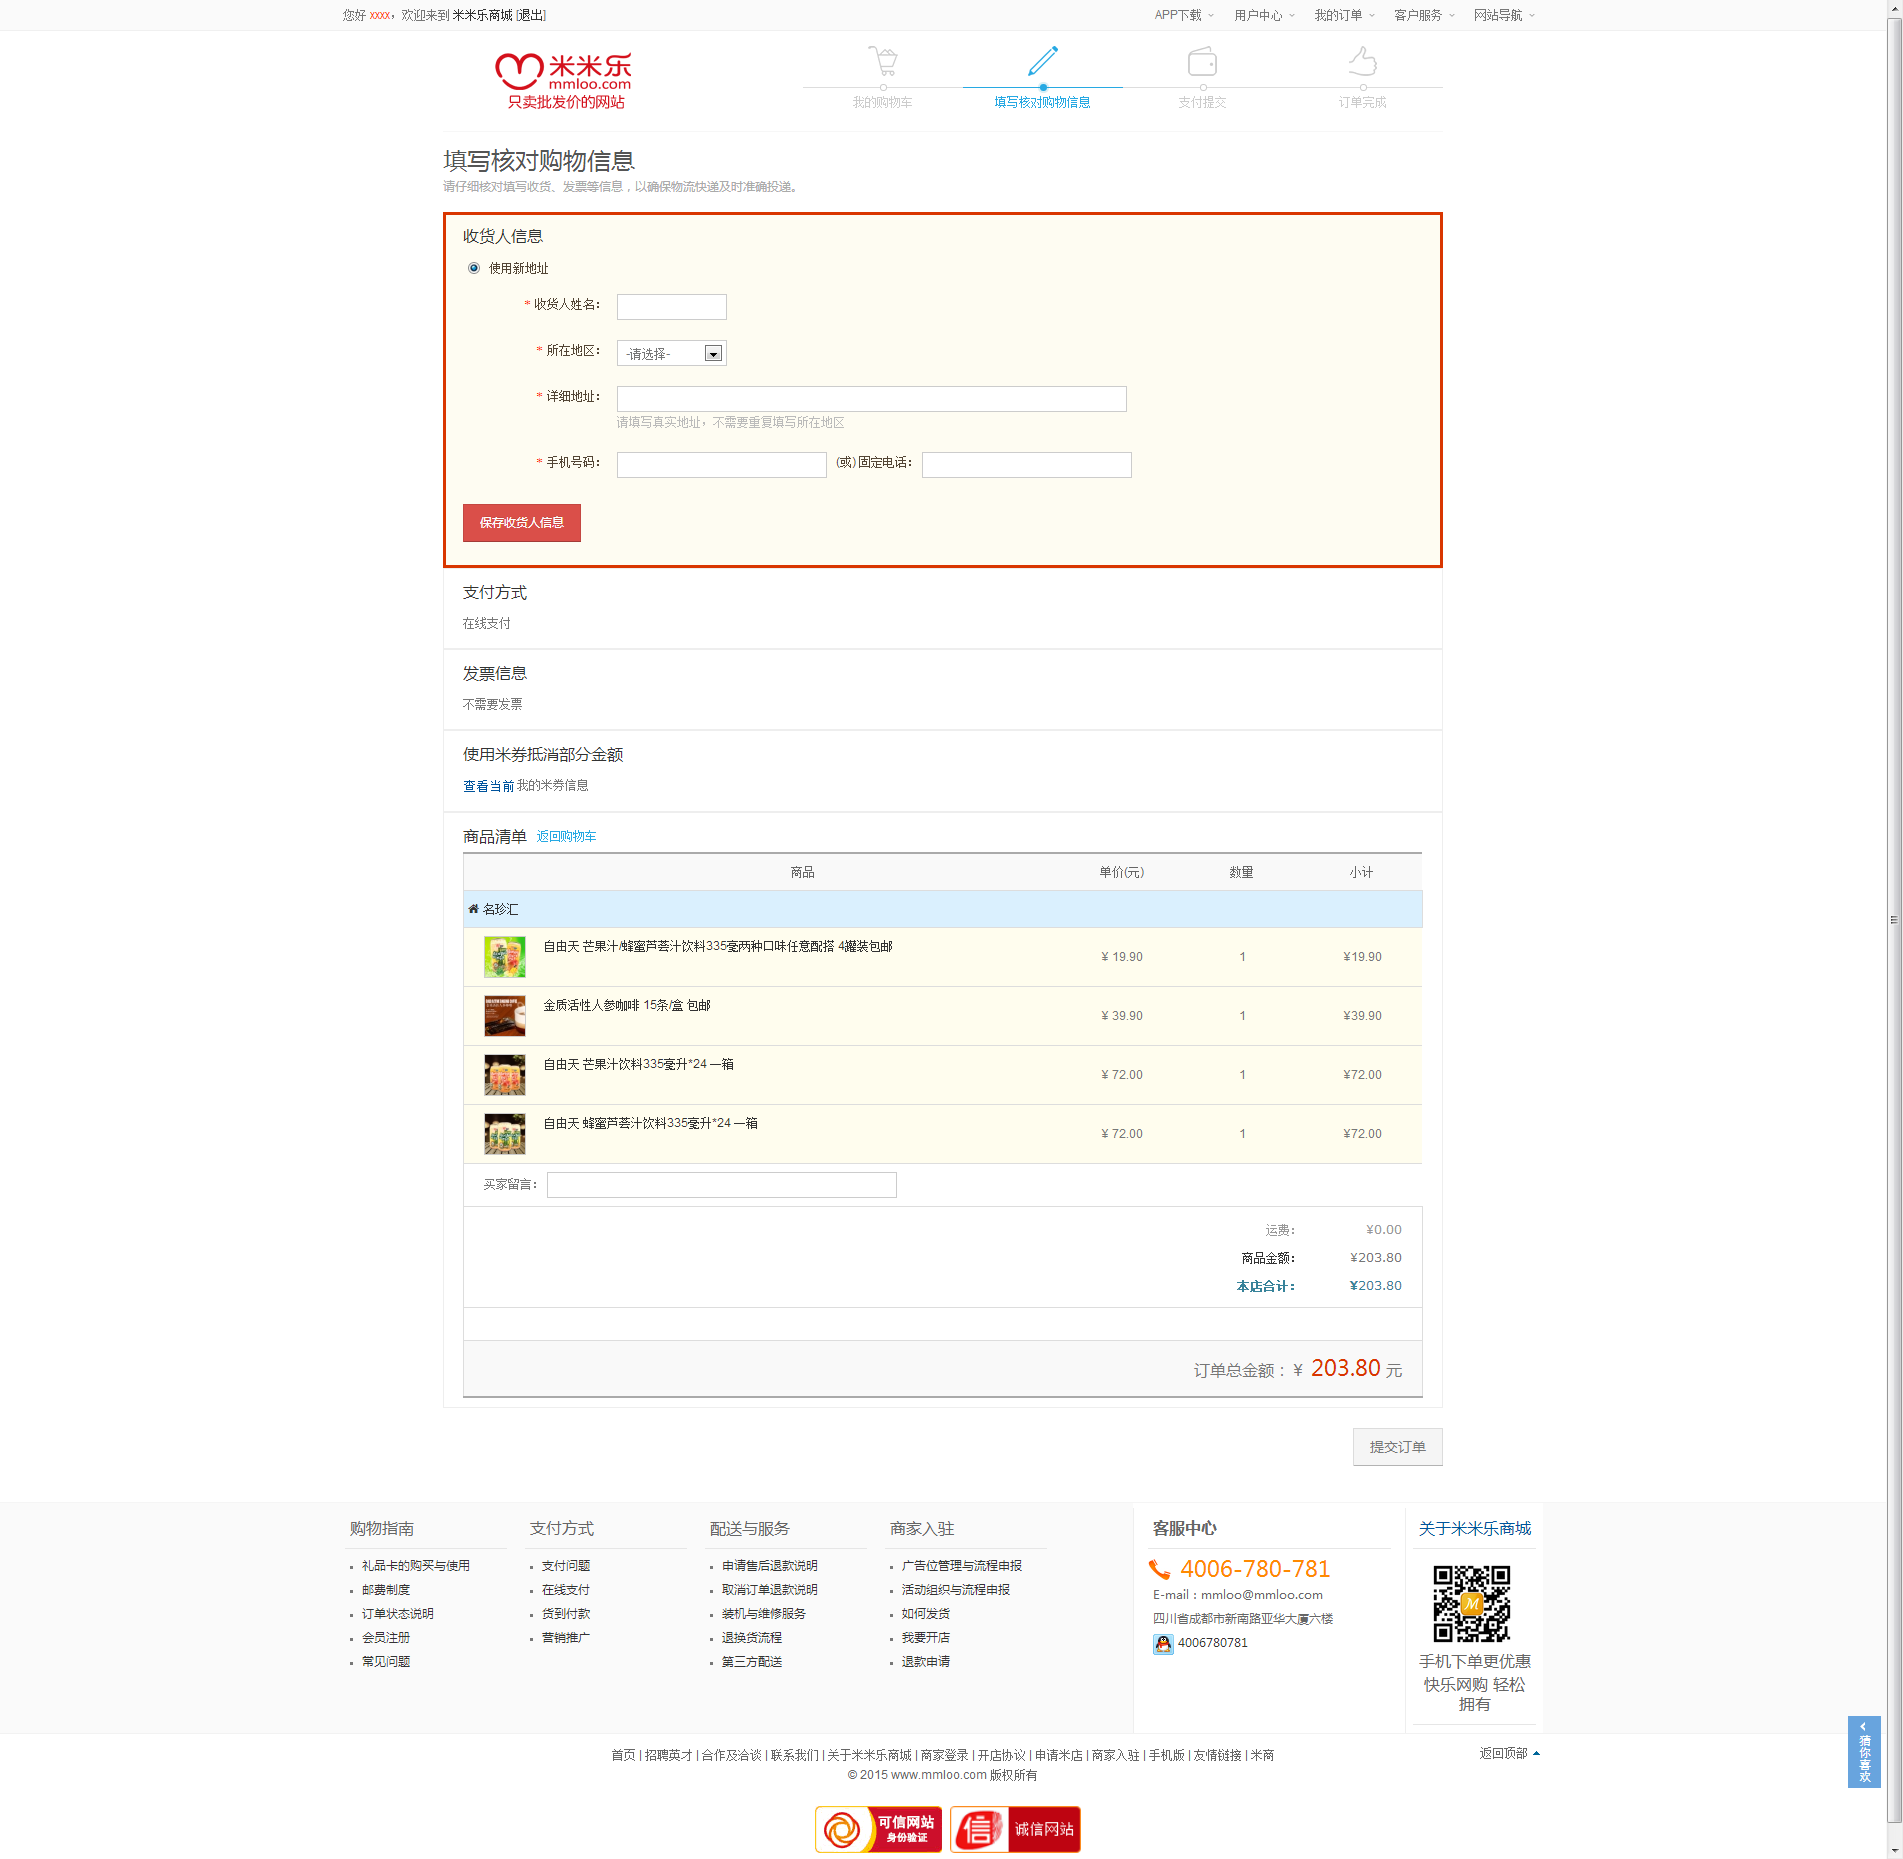 您好 xxxx，欢迎来到 米米乐商城 [退出]
APP下载 用户中心 我的订单 客户服务 网站导航
米米乐
mmloo.com
只卖批发价的网站
我的购物车 填写核对购物信息 支付提交 订单完成
填写核对购物信息
请仔细核对填写收货、发票等信息，以确保物流快递及时准确投递。
收货人信息
使用新地址
* 收货人姓名：
* 所在地区： -请选择-
* 详细地址：
请填写真实地址，不需要重复填写所在地区
* 手机号码： (或)固定电话：
保存收货人信息
支付方式
在线支付
发票信息
不需要发票
使用米券抵消部分金额
查看当前我的米券信息
商品清单 返回购物车
商品 单价(元) 数量 小计
名珍汇
自由天 芒果汁/蜂蜜芦荟汁饮料335毫两种口味任意配搭 4罐装包邮 ¥ 19.90 1 ¥19.90
金质活性人参咖啡 15条/盒 包邮 ¥ 39.90 1 ¥39.90
自由天 芒果汁饮料335毫升*24 一箱 ¥ 72.00 1 ¥72.00
自由天 蜂蜜芦荟汁饮料335毫升*24 一箱 ¥ 72.00 1 ¥72.00
买家留言：
运费： ¥0.00
商品金额： ¥203.80
本店合计： ¥203.80
订单总金额：¥ 203.80 元
提交订单
购物指南 支付方式 配送与服务 商家入驻 客服中心 关于米米乐商城
礼品卡的购买与使用 支付问题 申请售后退款说明 广告位管理与流程申报 4006-780-781
邮费制度 在线支付 取消订单退款说明 活动组织与流程申报 E-mail : mmloo@mmloo.com
订单状态说明 货到付款 装机与维修服务 如何发货 四川省成都市新南路亚华大厦六楼
会员注册 营销推广 退换货流程 我要开店 4006780781
常见问题 第三方配送 退款申请
M
手机下单更优惠
快乐网购 轻松
拥有
猜你喜欢
首页 | 招聘英才 | 合作及洽谈 | 联系我们 | 关于米米乐商城 | 商家登录 | 开店协议 | 申请米店 | 商家入驻 | 手机版 | 友情链接 | 米商 返回顶部
© 2015 www.mmloo.com 版权所有
可信网站
身份验证
信 诚信网站